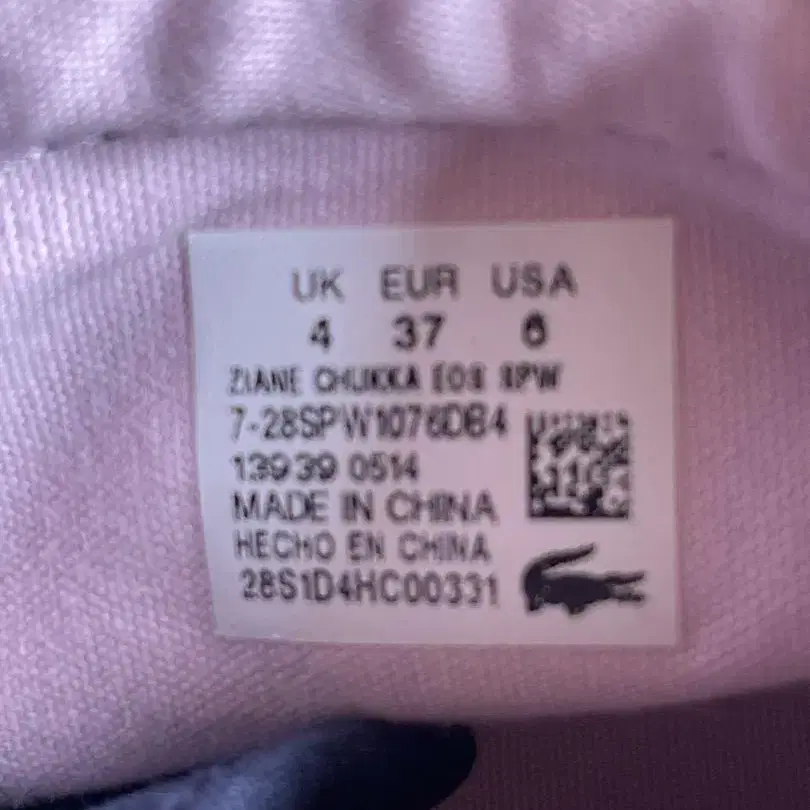 UK EUR USA
4 37 6
ZIANE CHUKKA EOS SPW
7-28SPW1076DB4
13939 0514
MADE IN CHINA
HECHO EN CHINA
28S1D4HC00331